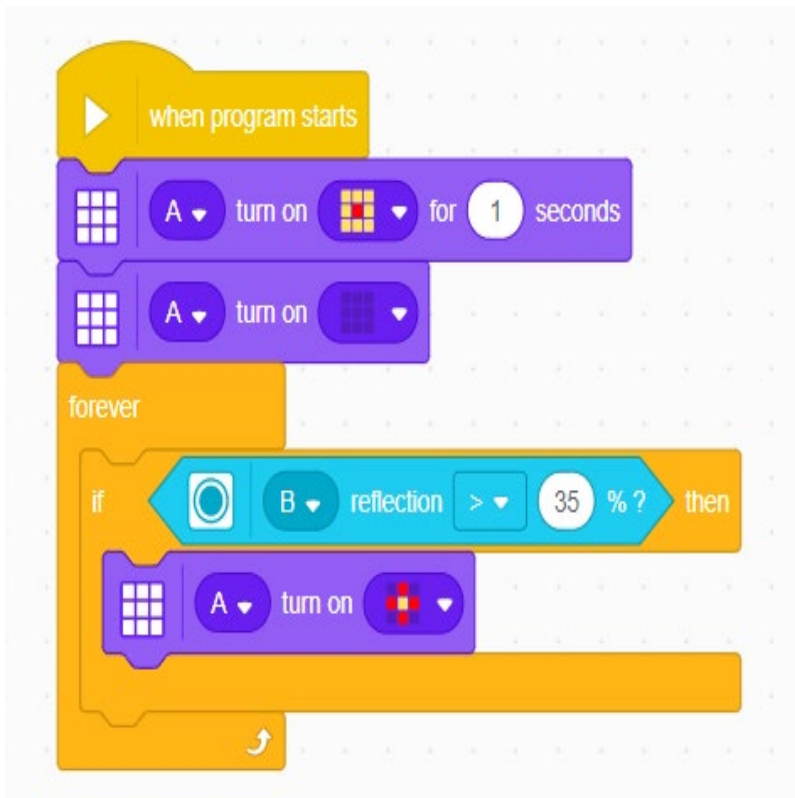 when program starts
A turn on for 1 seconds
A turn on
forever
if B reflection > 35 % ? then
A turn on